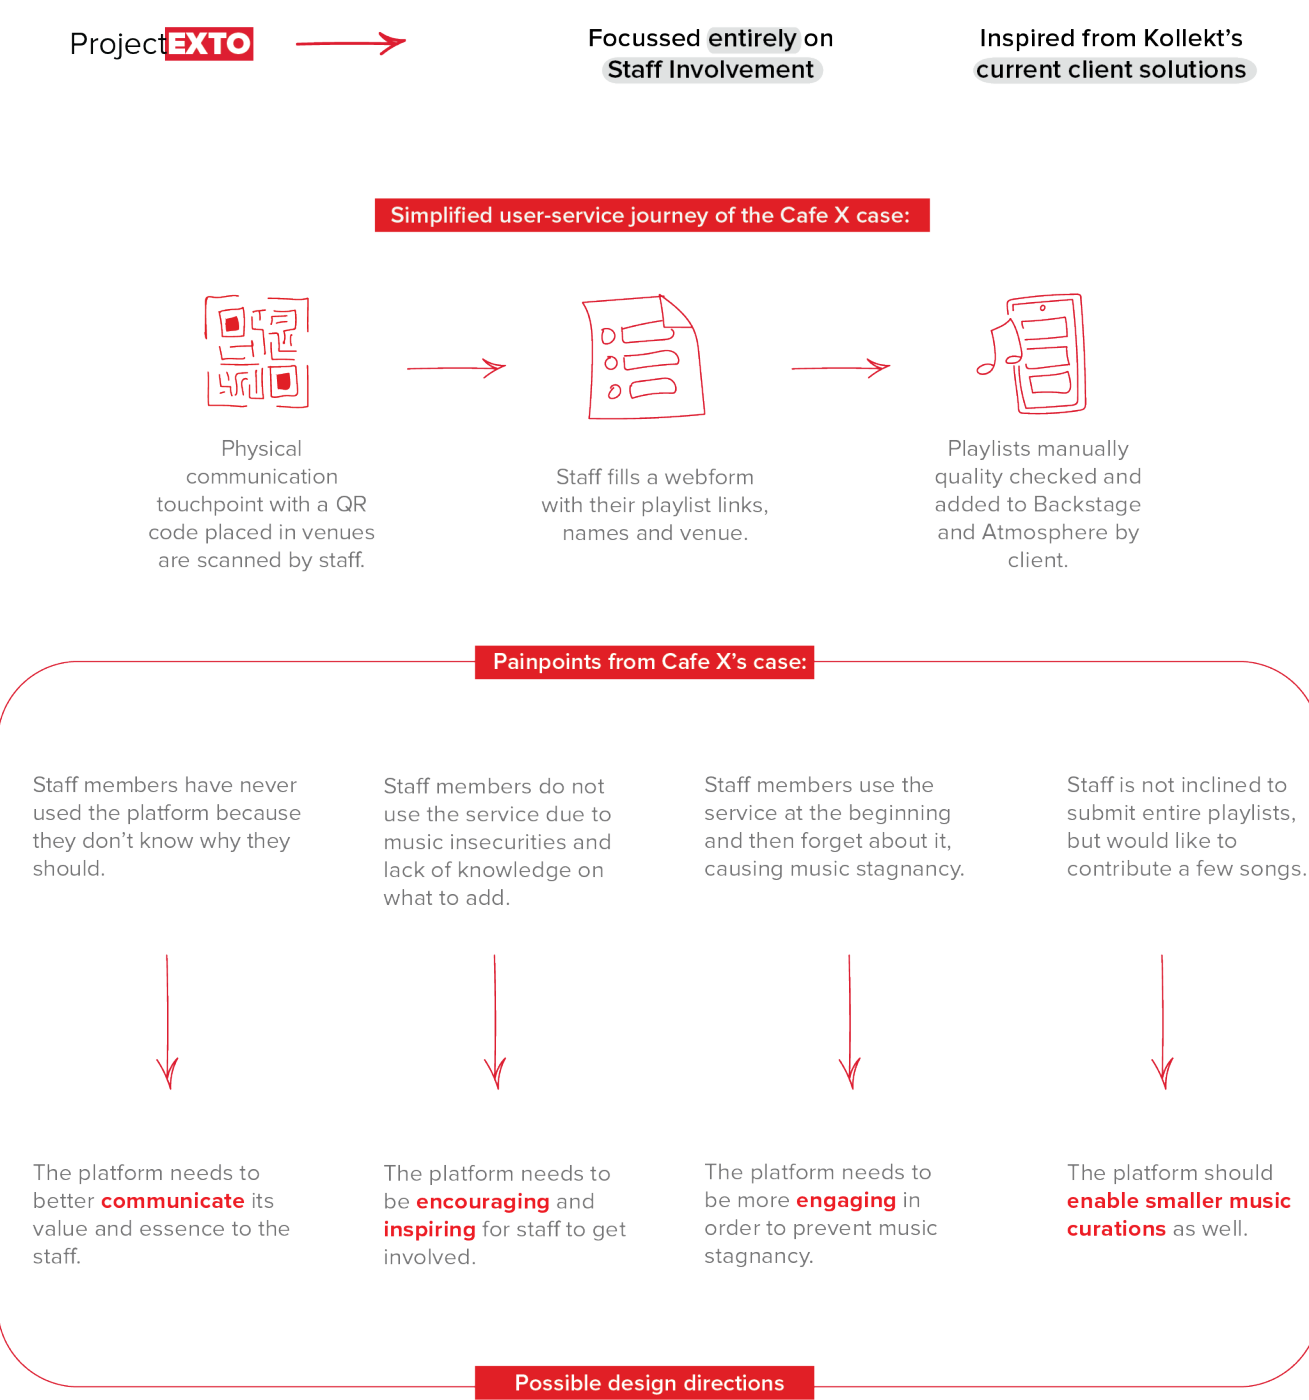 ProjectEXTO
Focussed entirely on
Staff Involvement
Inspired from Kollekt’s
current client solutions
Simplified user-service journey of the Cafe X case:
Physical
communication
touchpoint with a QR
code placed in venues
are scanned by staff.
Staff fills a webform
with their playlist links,
names and venue.
Playlists manually
quality checked and
added to Backstage
and Atmosphere by
client.
Painpoints from Cafe X’s case:
Staff members have never
used the platform because
they don’t know why they
should.
Staff members do not
use the service due to
music insecurities and
lack of knowledge on
what to add.
Staff members use the
service at the beginning
and then forget about it,
causing music stagnancy.
Staff is not inclined to
submit entire playlists,
but would like to
contribute a few songs.
The platform needs to
better communicate its
value and essence to the
staff.
The platform needs to
be encouraging and
inspiring for staff to get
involved.
The platform needs to
be more engaging in
order to prevent music
stagnancy.
The platform should
enable smaller music
curations as well.
Possible design directions